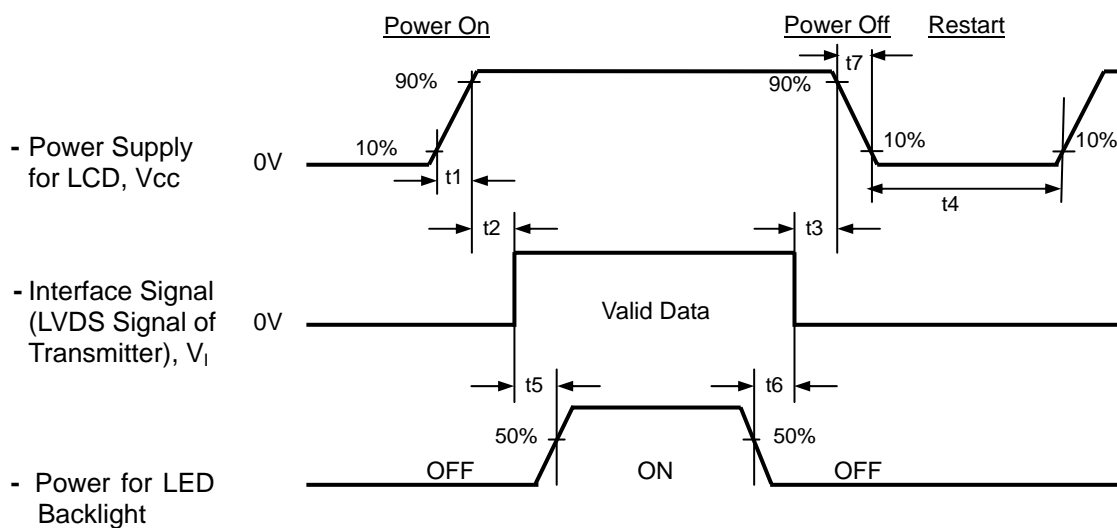 Power On
Power Off
Restart
t7
90%
90%
- Power Supply
for LCD, Vcc
0V
10%
10%
10%
t1
t4
t2
t3
- Interface Signal
(LVDS Signal of
Transmitter), VI
0V
Valid Data
t5
t6
50%
50%
- Power for LED
Backlight
OFF
ON
OFF